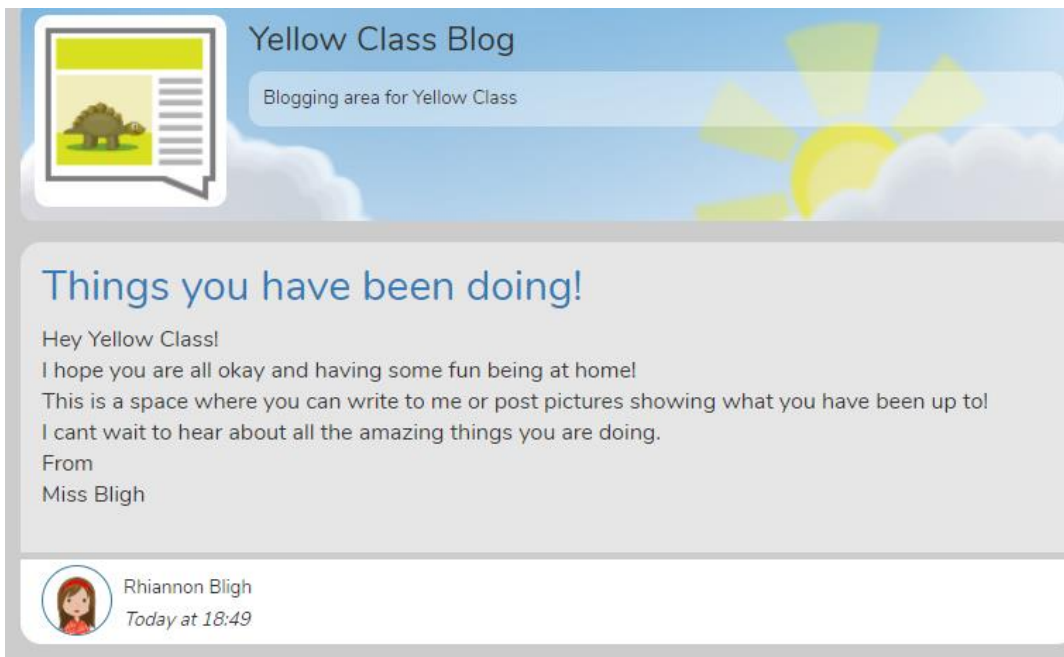 Yellow Class Blog
Blogging area for Yellow Class
Things you have been doing!
Hey Yellow Class!
I hope you are all okay and having some fun being at home!
This is a space where you can write to me or post pictures showing what you have been up to!
I cant wait to hear about all the amazing things you are doing.
From
Miss Bligh
Rhiannon Bligh
Today at 18:49